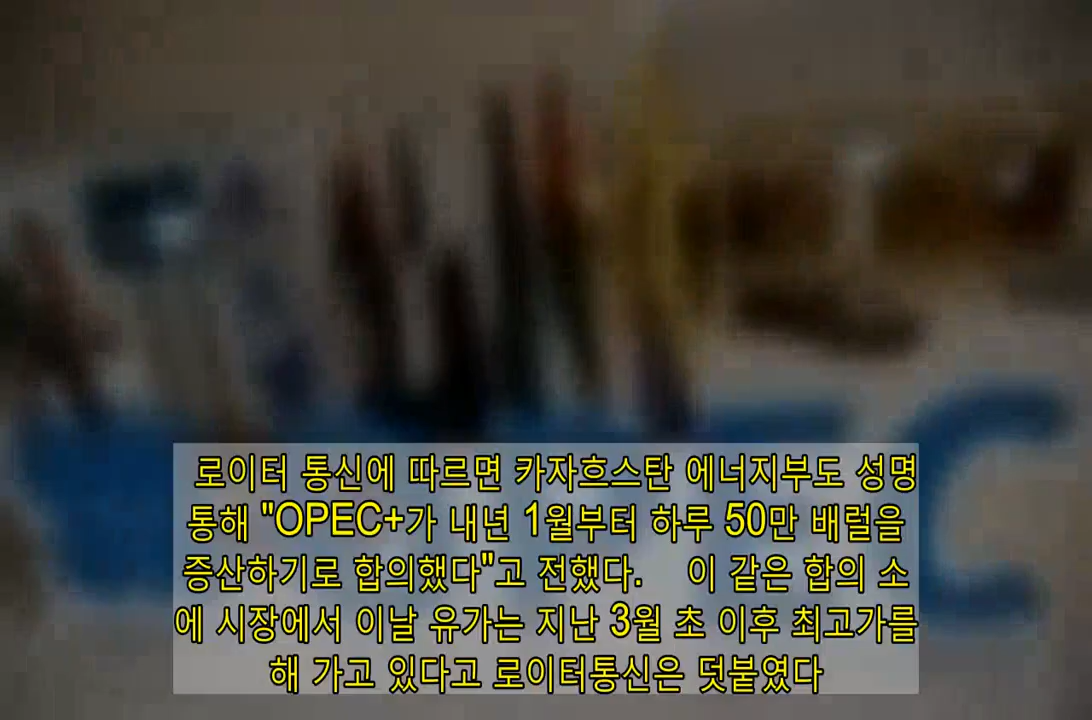 로이터 통신에 따르면 카자흐스탄 에너지부도 성명
통해 "OPEC+가 내년 1월부터 하루 50만 배럴을
증산하기로 합의했다"고 전했다. 이 같은 합의 소
에 시장에서 이날 유가는 지난 3월 초 이후 최고가를
해 가고 있다고 로이터통신은 덧붙였다